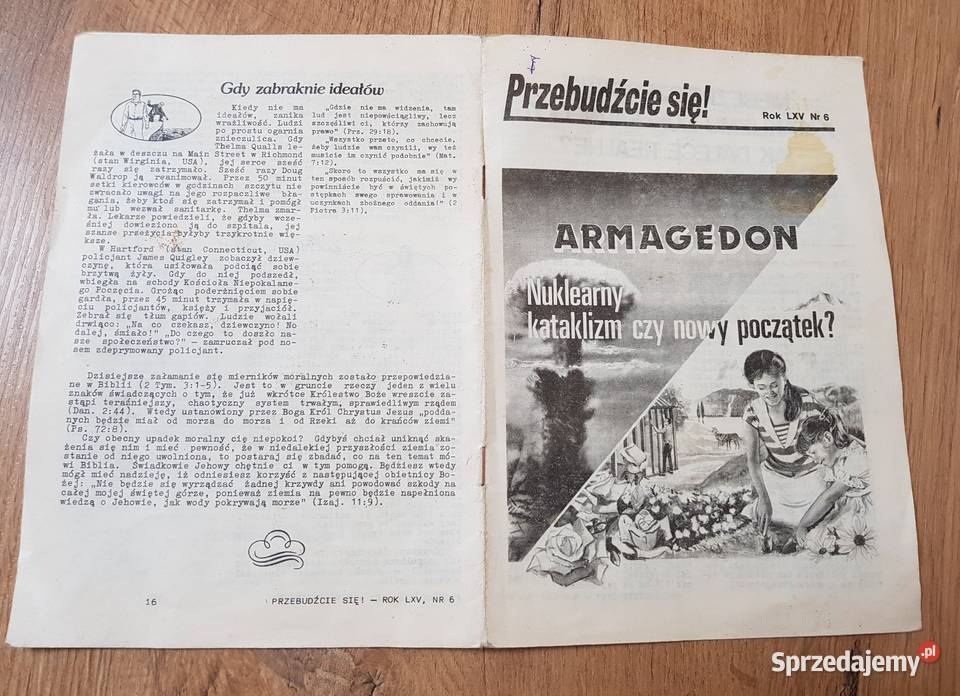 Gdy zabraknie ideałów
Kiedy nie ma
ideałów, zanika
wrażliwość. Ludzi
po prostu ogarnia
znieczulica. Gdy
Thelma Qualls le-
żała w deszczu na Main Street w Richmond
(stan Wirginia, USA), jej serce sześć
razy się zatrzymało. Sześć razy Doug
Waldrop ją reanimował. Przez 50 minut
setki kierowców w godzinach szczytu nie
zwracało uwagi na jego rozpaczliwe bła-
gania, żeby ktoś się zatrzymał i pomógł
mu lub wezwał sanitarkę. Thelma zmar-
ła. Lekarze powiedzieli, że gdyby wcze-
śniej dowieziono ją do szpitala, jej
szanse przeżycia byłyby trzykrotnie wię-
ksze.
W Hartford (stan Connecticut, USA)
policjant James Quigley zobaczył dziew-
czynę, która usiłowała podciąć sobie
brzytwą żyły. Gdy do niej podszedł,
wbiegła na schody Kościoła Niepokalane-
go Poczęcia. Grożąc poderżnięciem sobie
gardła, przez 45 minut trzymała w napię-
ciu policjantów, księży i przyjaciół.
Zebrał się tłum gapiów. Ludzie wołali
drwiąco: „Na co czekasz, dziewczyno! No
dalej, śmiało!" „Do czego to doszło na-
sze społeczeństwo?" – zamruczał pod no-
sem zdeprymowany policjant.
„Gdzie nie ma widzenia, tam
lud jest niepowściągliwy, lecz
szczęśliwi ci, którzy zachowują
prawo" (Prz. 29:18).
„Wszystko przeto, co chcecie,
żeby ludzie wam czynili, wy też
musicie im czynić podobnie" (Mat.
7:12).
„Skoro to wszystko ma się w
ten sposób rozpuścić, jakimiż wy
powinniście być w świętych po-
stępkach swego sprawowania i w
uczynkach zbożnego oddania!" (2
Piotra 3:11).
Dzisiejsze załamanie się mierników moralnych zostało przepowiedzia-
ne w Biblii (2 Tym. 3:1-5). Jest to w gruncie rzeczy jeden z wielu
znaków świadczących o tym, że już wkrótce Królestwo Boże wreszcie za-
stąpi teraźniejszy, chaotyczny system trwałym, sprawiedliwym rządem
(Dan. 2:44). Wtedy ustanowiony przez Boga Król Chrystus Jezus „podda-
nych będzie miał od morza do morza i od Rzeki aż do krańców ziemi"
(Ps. 72:8).
Czy obecny upadek moralny cię niepokoi? Gdybyś chciał uniknąć ska-
żenia się nim i mieć pewność, że w niedalekiej przyszłości ziemia zo-
stanie od niego uwolniona, to postaraj się zbadać, co na ten temat mó-
wi Biblia. Świadkowie Jehowy chętnie ci w tym pomogą. Będziesz wtedy
mógł mieć nadzieję, iż odniesiesz korzyść z następującej obietnicy Bo-
żej: „Nie będzie się wyrządzać żadnej krzywdy ani powodować szkody na
całej mojej świętej górze, ponieważ ziemia na pewno będzie napełniona
wiedzą o Jehowie, jak wody pokrywają morze" (Izaj. 11:9).
16
PRZEBUDŹCIE SIĘ! – ROK LXV, NR 6
Przebudźcie się!
Rok LXV Nr 6
ARMAGEDON
Nuklearny
kataklizm czy nowy początek?
Sprzedajemy.pl